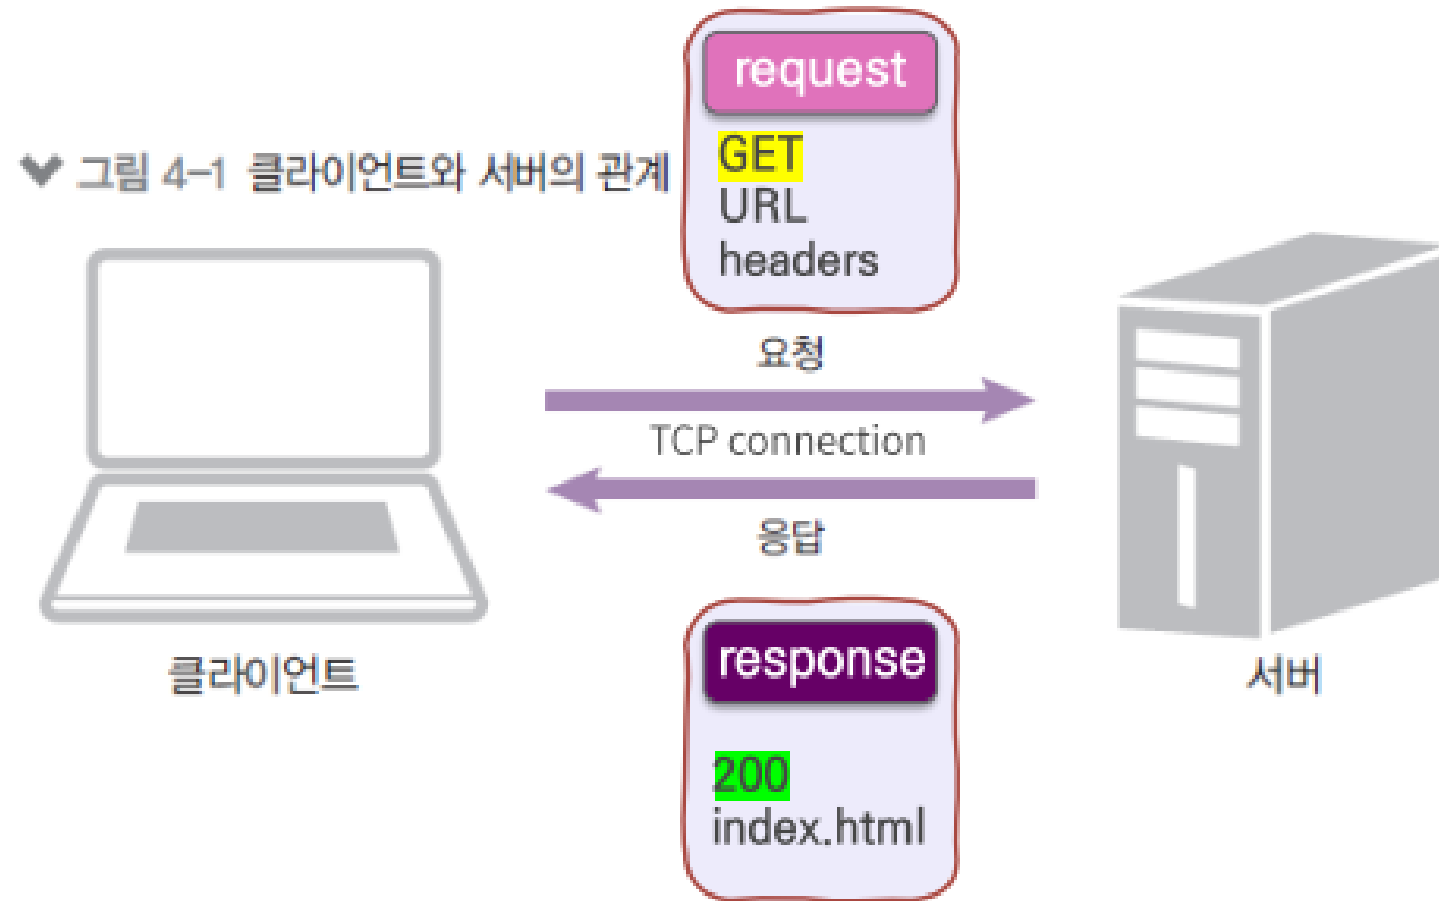 request
GET
URL
headers
그림 4-1 클라이언트와 서버의 관계
요청
TCP connection
응답
클라이언트
서버
response
200
index.html